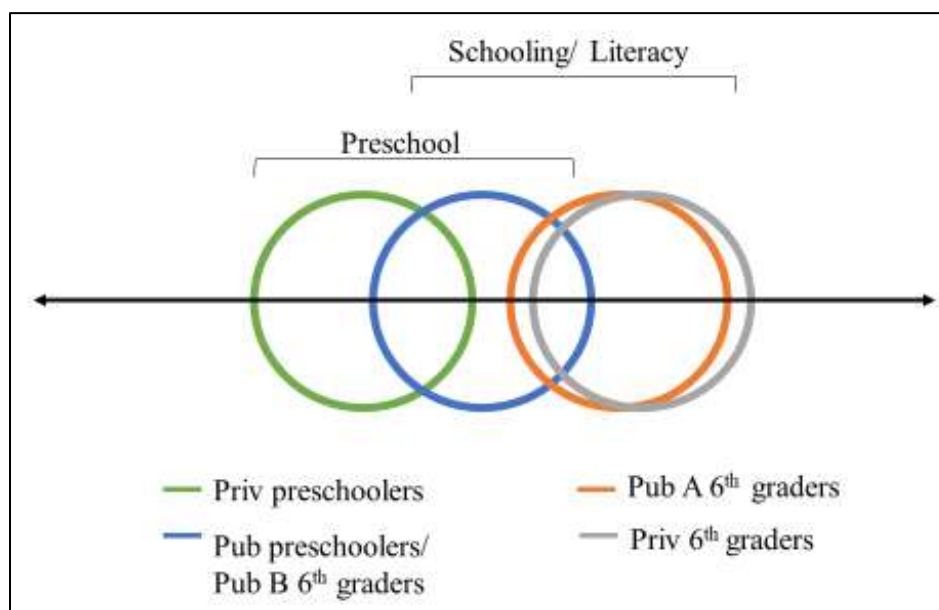 Schooling/ Literacy
Preschool
Priv preschoolers
Pub preschoolers/
Pub B 6th graders
Pub A 6th graders
Priv 6th graders